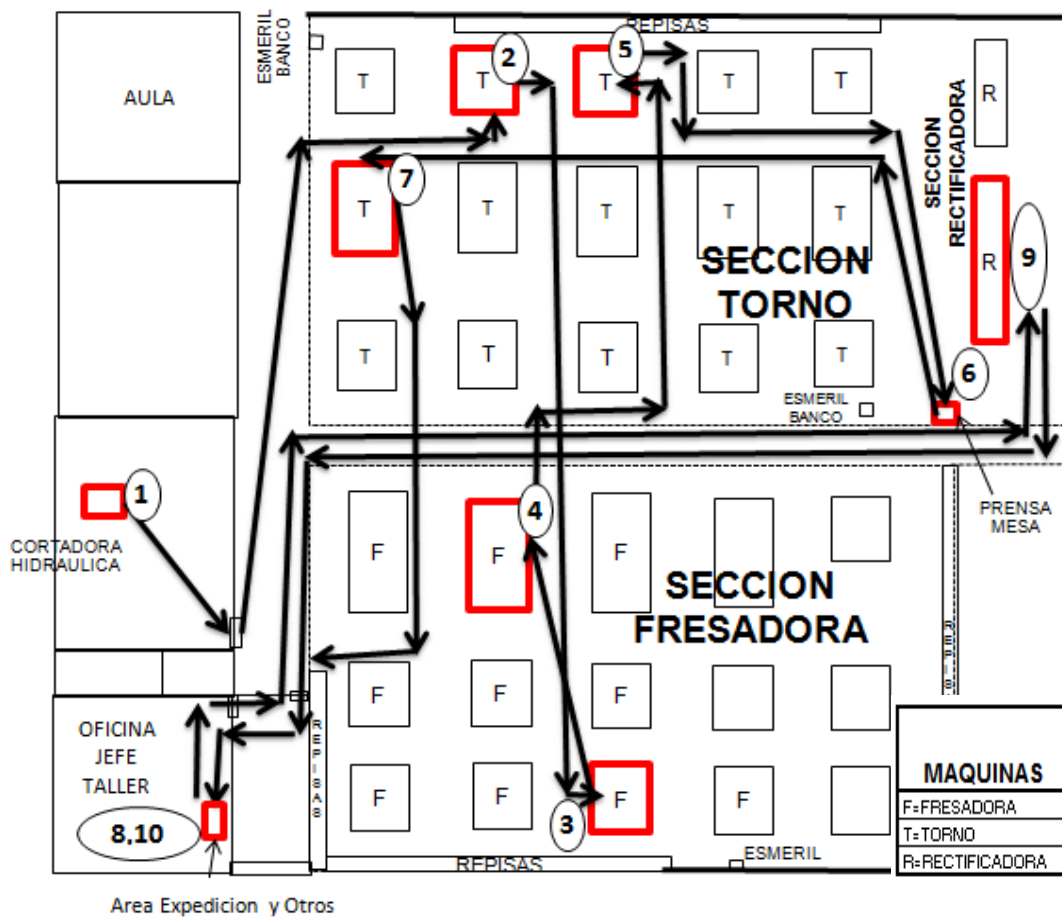 REPISAS
ESMERIL
BANCO
AULA
T
2
T
5
T
T
T
R
SECCION
RECTIFICADORA
7
T
T
T
T
T
R
9
SECCION
TORNO
T
T
T
T
T
6
ESMERIL
BANCO
1
CORTADORA
HIDRAULICA
4
PRENSA
MESA
F
F
F
SECCION
FRESADORA
F
F
F
OFICINA
JEFE
TALLER
8,10
REPISAS
F
F
3
F
F
REPISAS
ESMERIL
MAQUINAS
F=FRESADORA
T=TORNO
R=RECTIFICADORA
Area Expedicion y Otros